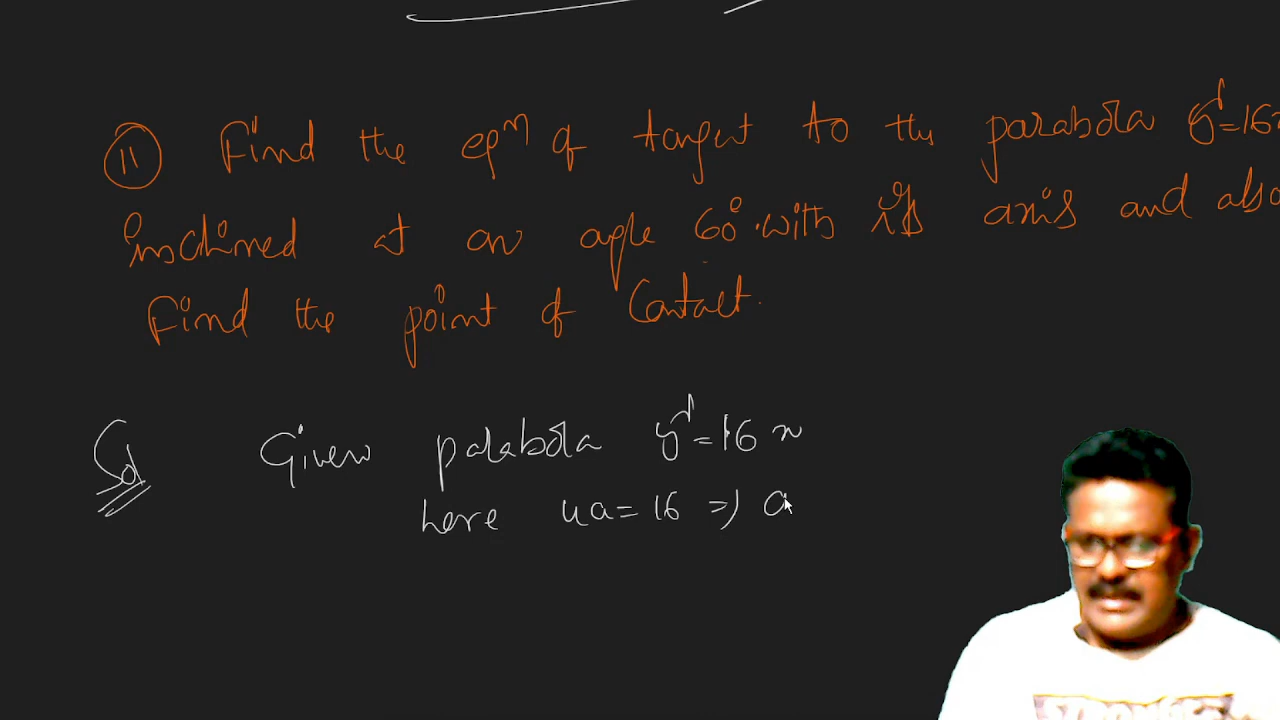 11 Find the eqn of tangent to the parabola y²=16x
inclined at an agle 60° with its axis and also
Find the point of Contact.
Sol Given parabola y²=16x
here 4a=16 => a